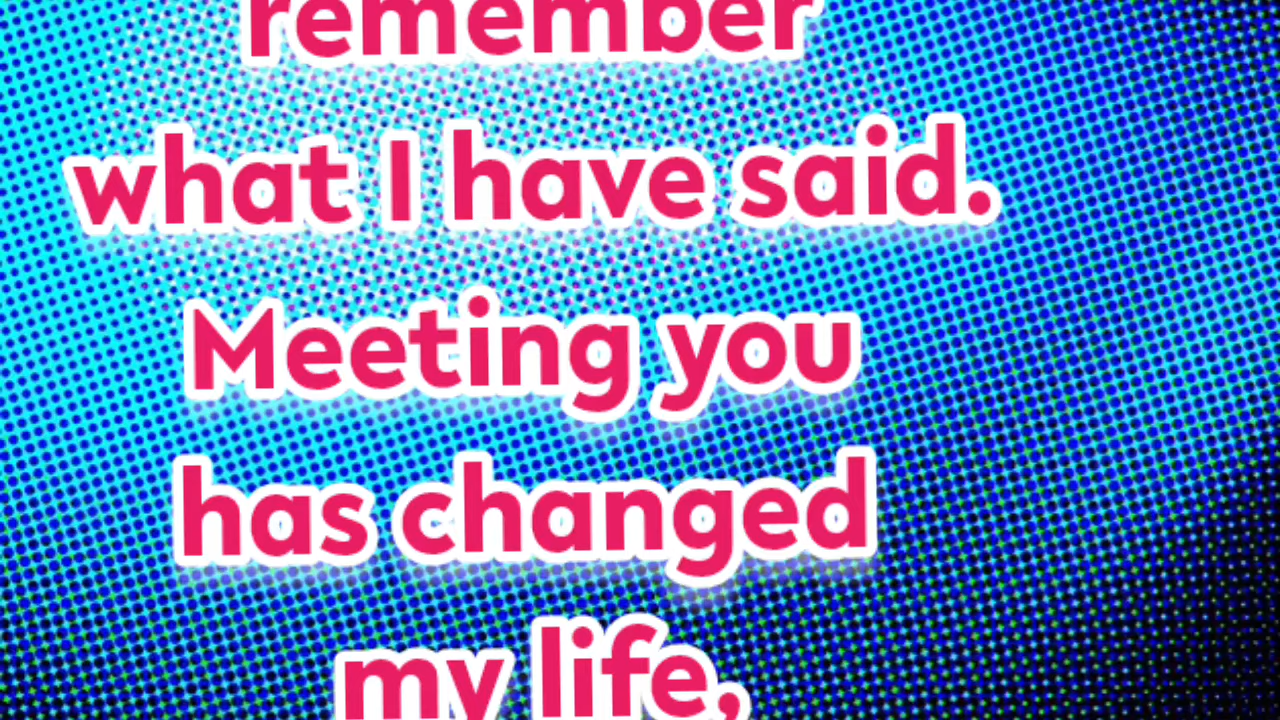 remember
what I have said.
Meeting you
has changed
my life,